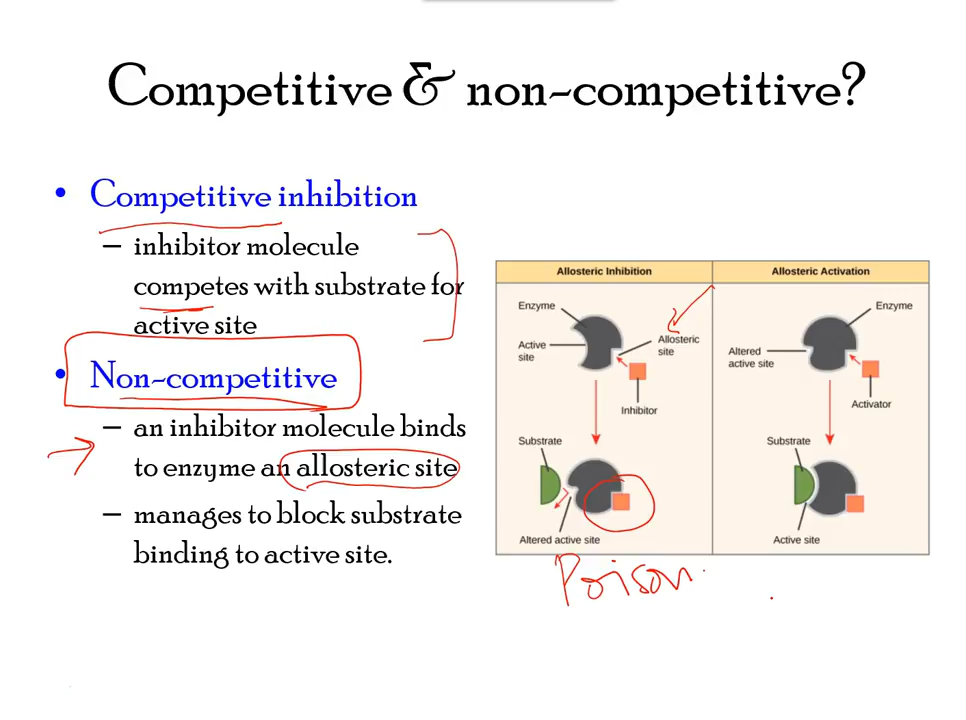 Competitive & non-competitive?
• Competitive inhibition
– inhibitor molecule
competes with substrate for
active site
• Non-competitive
– an inhibitor molecule binds
to enzyme an allosteric site
– manages to block substrate
binding to active site.
Allosteric Inhibition
Enzyme
Active
site
Allosteric
site
Inhibitor
Substrate
Altered active site
Allosteric Activation
Enzyme
Altered
active site
Activator
Substrate
Active site
Poison